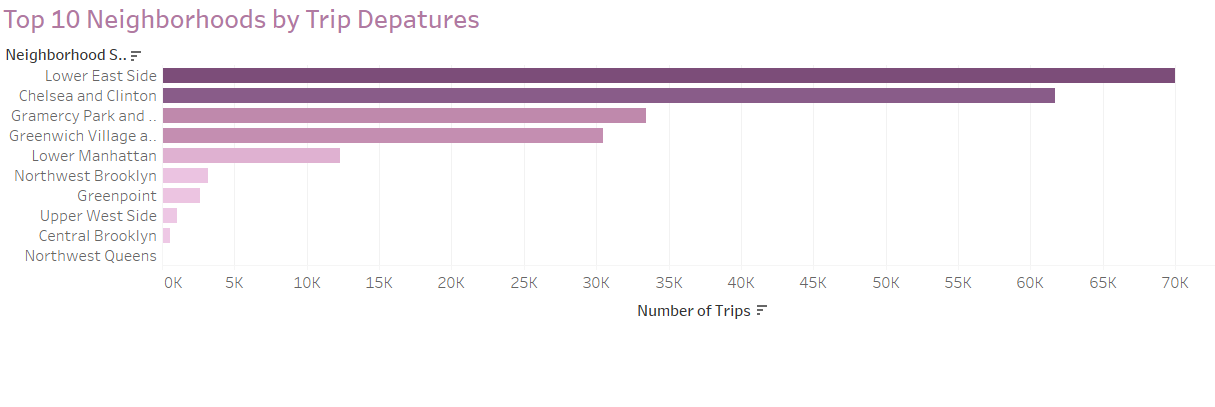 Top 10 Neighborhoods by Trip Depatures
Neighborhood S..
Lower East Side
Chelsea and Clinton
Gramercy Park and ..
Greenwich Village a..
Lower Manhattan
Northwest Brooklyn
Greenpoint
Upper West Side
Central Brooklyn
Northwest Queens
0K 5K 10K 15K 20K 25K 30K 35K 40K 45K 50K 55K 60K 65K 70K
Number of Trips